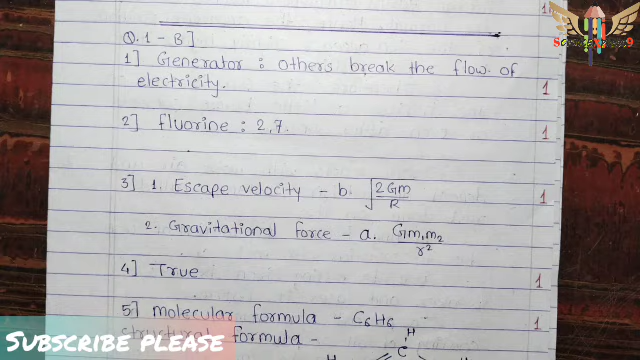 Q.1 - B]
1] Generator : others break the flow of
electricity. 1
2] fluorine : 2,7. 1
3] 1. Escape velocity - b. √2GM/R 1
2. Gravitational force - a. Gm₁m₂/r²
4] True 1
5] molecular formula - C₆H₆ 1
structural formula -
H
C
H
SUBSCRIBE PLEASE